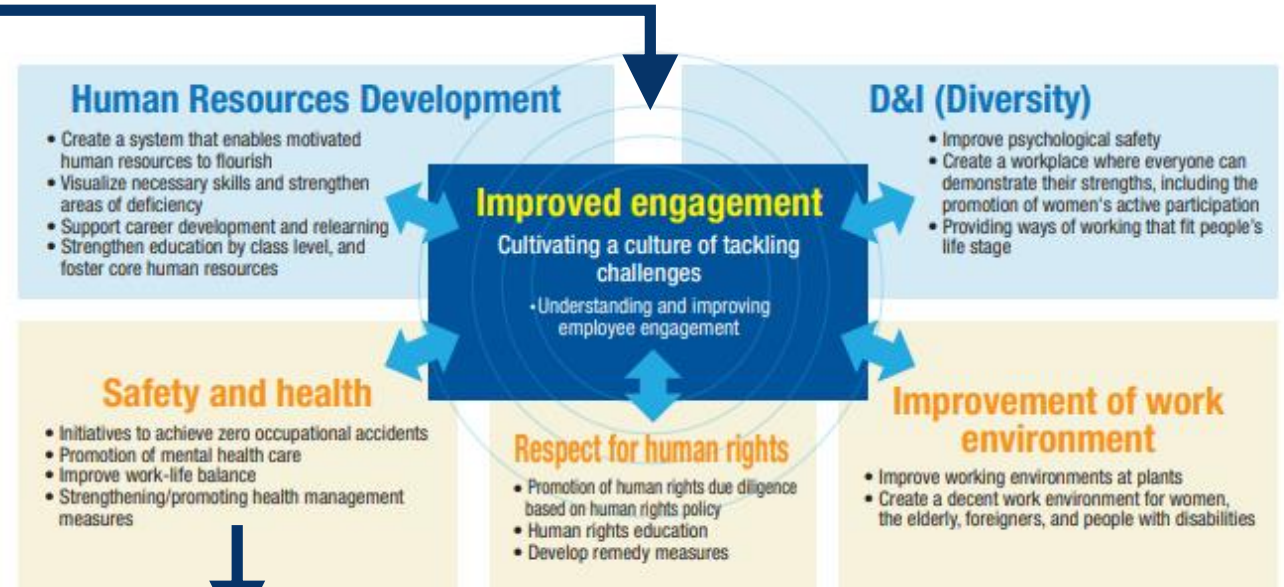 Human Resources Development
• Create a system that enables motivated
human resources to flourish
• Visualize necessary skills and strengthen
areas of deficiency
• Support career development and relearning
• Strengthen education by class level, and
foster core human resources
D&I (Diversity)
• Improve psychological safety
• Create a workplace where everyone can
demonstrate their strengths, including the
promotion of women's active participation
• Providing ways of working that fit people's
life stage
Improved engagement
Cultivating a culture of tackling
challenges
•Understanding and improving
employee engagement
Safety and health
• Initiatives to achieve zero occupational accidents
• Promotion of mental health care
• Improve work-life balance
• Strengthening/promoting health management
measures
Respect for human rights
• Promotion of human rights due diligence
based on human rights policy
• Human rights education
• Develop remedy measures
Improvement of work
environment
• Improve working environments at plants
• Create a decent work environment for women,
the elderly, foreigners, and people with disabilities